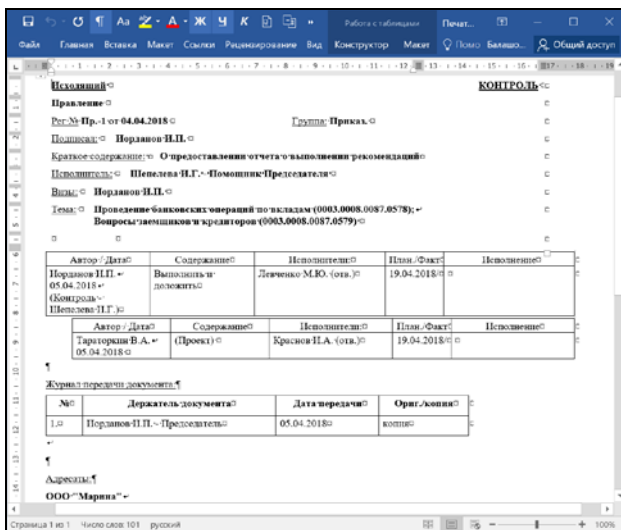 Работа с таблицами Печат...
Файл Главная Вставка Макет Ссылки Рецензирование Вид Конструктор Макет Помо Балашо... Общий доступ
Исходящий КОНТРОЛЬ
Правление
Рег.№ Пр.-1 от 04.04.2018 Группа: Приказ.
Подписал: Иорданов И.П.
Краткое содержание: О предоставлении отчета о выполнении рекомендаций
Исполнитель: Шепелева И.Г. ~ Помощник Председателя
Визы: Иорданов И.П.
Тема: Проведение банковских операций по вкладам (0003.0008.0087.0578);
Вопросы заемщиков и кредиторов (0003.0008.0087.0579)
Автор / Дата Содержание Исполнители: План./Факт Исполнение
Иорданов И.П. Выполнить и Левченко М.Ю. (отв.) 19.04.2018/
05.04.2018 доложить
(Контроль ~
Шепелева И.Г.)
Автор / Дата Содержание Исполнители: План./Факт Исполнение
Тараторкин В.А. (Проект) Краснов И.А. (отв.) 19.04.2018/
05.04.2018
Журнал передачи документа:
№ Держатель документа Дата передачи Ориг./копия
1. Иорданов И.П. ~ Председатель 05.04.2018 копия
Адресаты:
ООО "Марина"
Страница 1 из 1 Число слов: 101 русский 100%